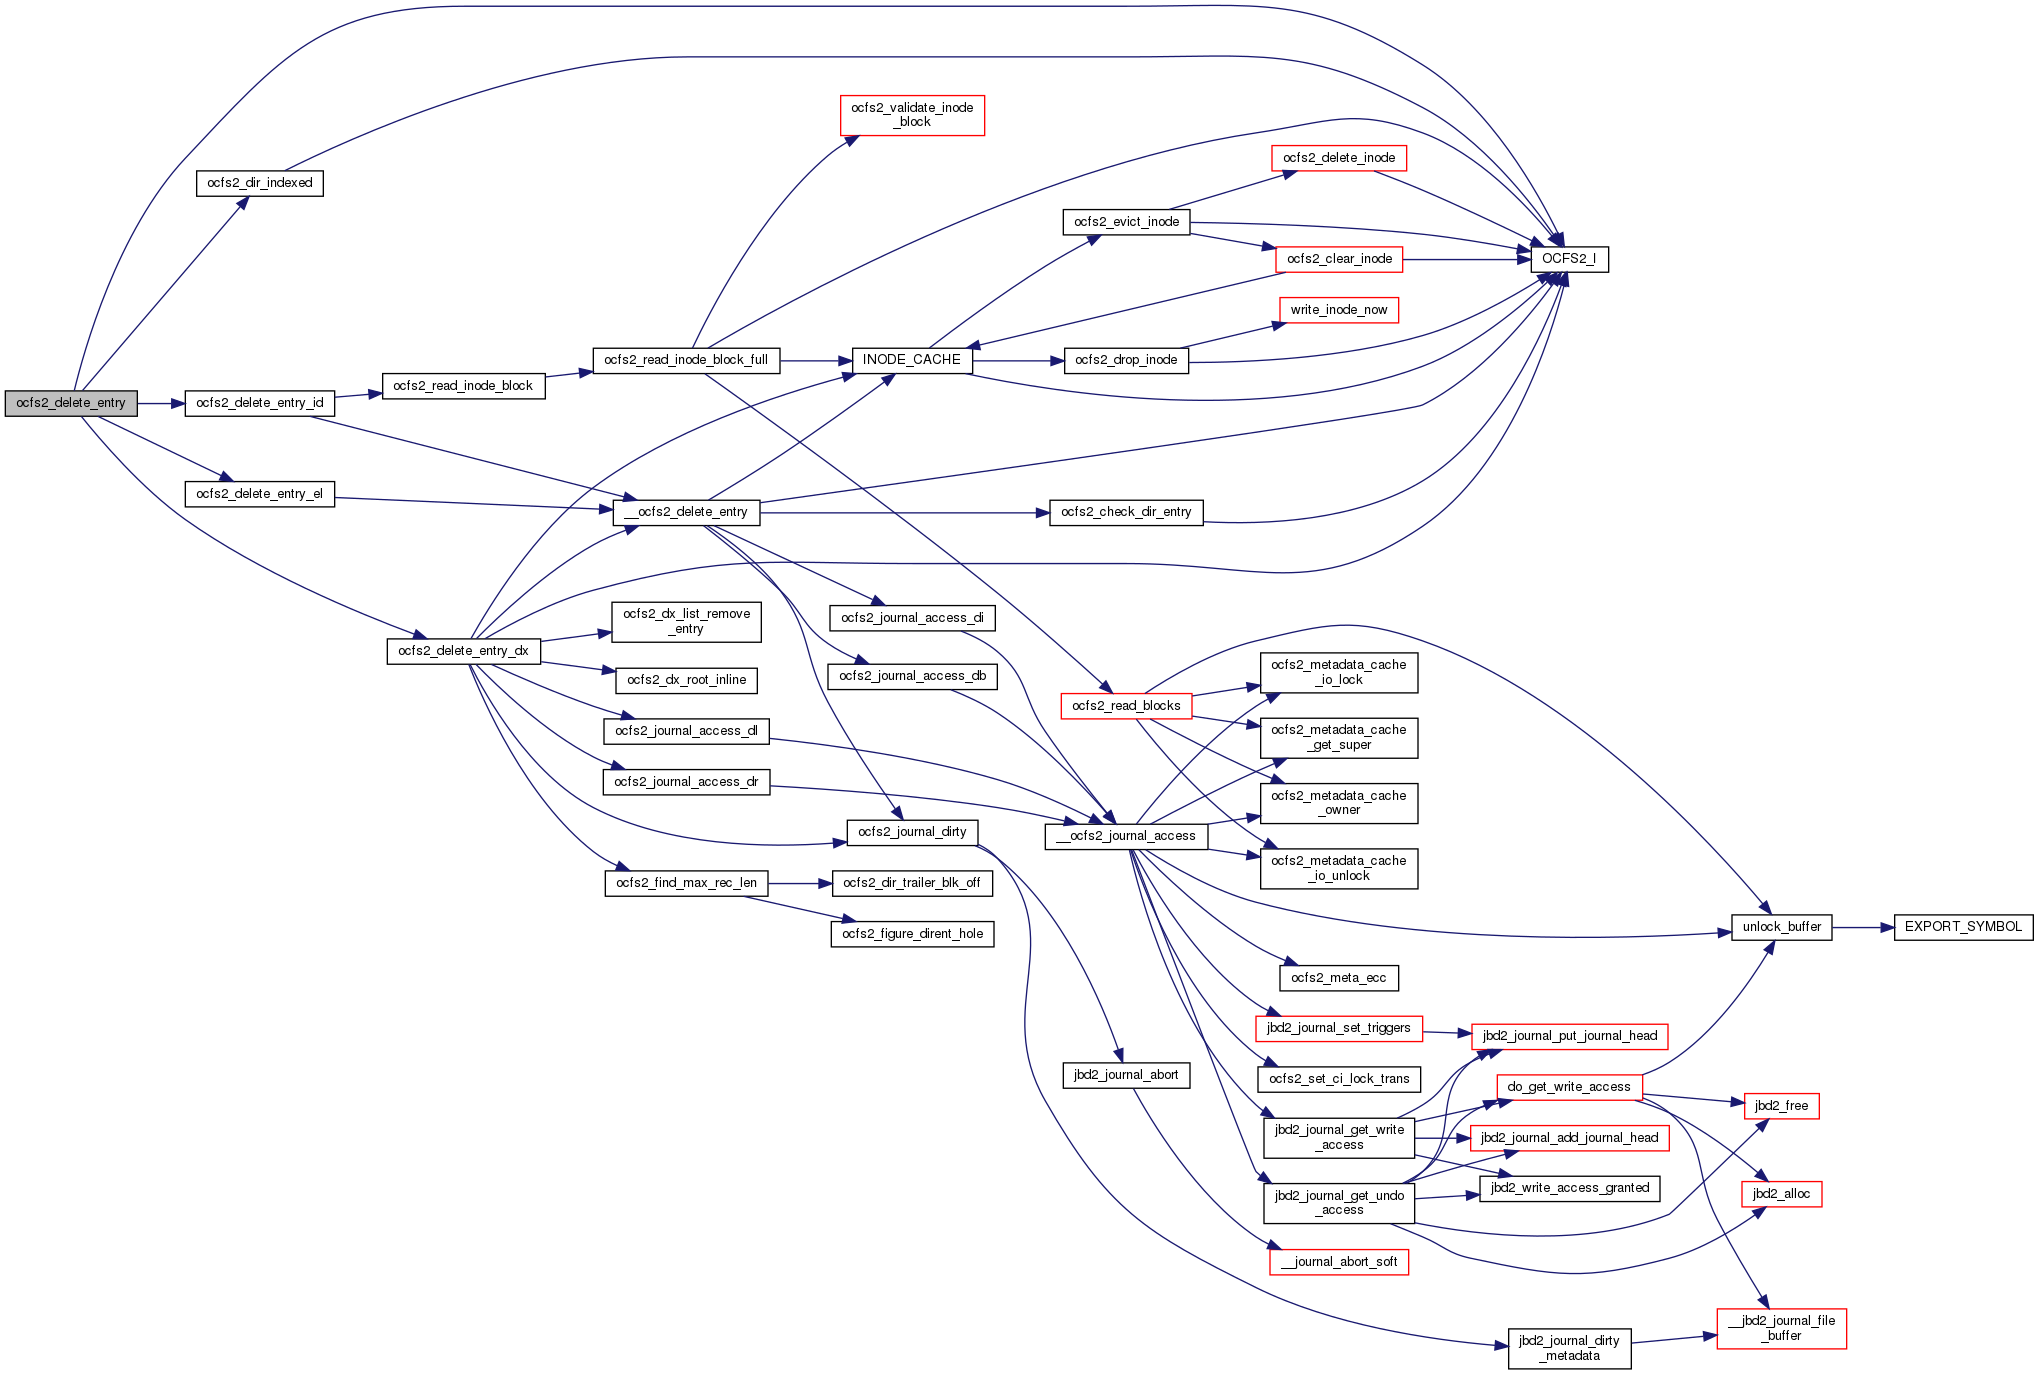 ocfs2_validate_inode
_block
ocfs2_delete_inode
ocfs2_dir_indexed
ocfs2_evict_inode
ocfs2_clear_inode
OCFS2_I
write_inode_now
ocfs2_read_inode_block_full
INODE_CACHE
ocfs2_drop_inode
ocfs2_read_inode_block
ocfs2_delete_entry
ocfs2_delete_entry_id
ocfs2_delete_entry_el
__ocfs2_delete_entry
ocfs2_check_dir_entry
ocfs2_dx_list_remove
_entry
ocfs2_journal_access_di
ocfs2_delete_entry_dx
ocfs2_metadata_cache
_io_lock
ocfs2_dx_root_inline
ocfs2_journal_access_db
ocfs2_read_blocks
ocfs2_journal_access_dl
ocfs2_metadata_cache
_get_super
ocfs2_journal_access_dr
ocfs2_metadata_cache
_owner
ocfs2_journal_dirty
__ocfs2_journal_access
ocfs2_metadata_cache
_io_unlock
ocfs2_find_max_rec_len
ocfs2_dir_trailer_blk_off
ocfs2_figure_dirent_hole
unlock_buffer
EXPORT_SYMBOL
ocfs2_meta_ecc
jbd2_journal_set_triggers
jbd2_journal_put_journal_head
jbd2_journal_abort
ocfs2_set_ci_lock_trans
do_get_write_access
jbd2_free
jbd2_journal_get_write
_access
jbd2_journal_add_journal_head
jbd2_write_access_granted
jbd2_journal_get_undo
_access
jbd2_alloc
__journal_abort_soft
__jbd2_journal_file
_buffer
jbd2_journal_dirty
_metadata